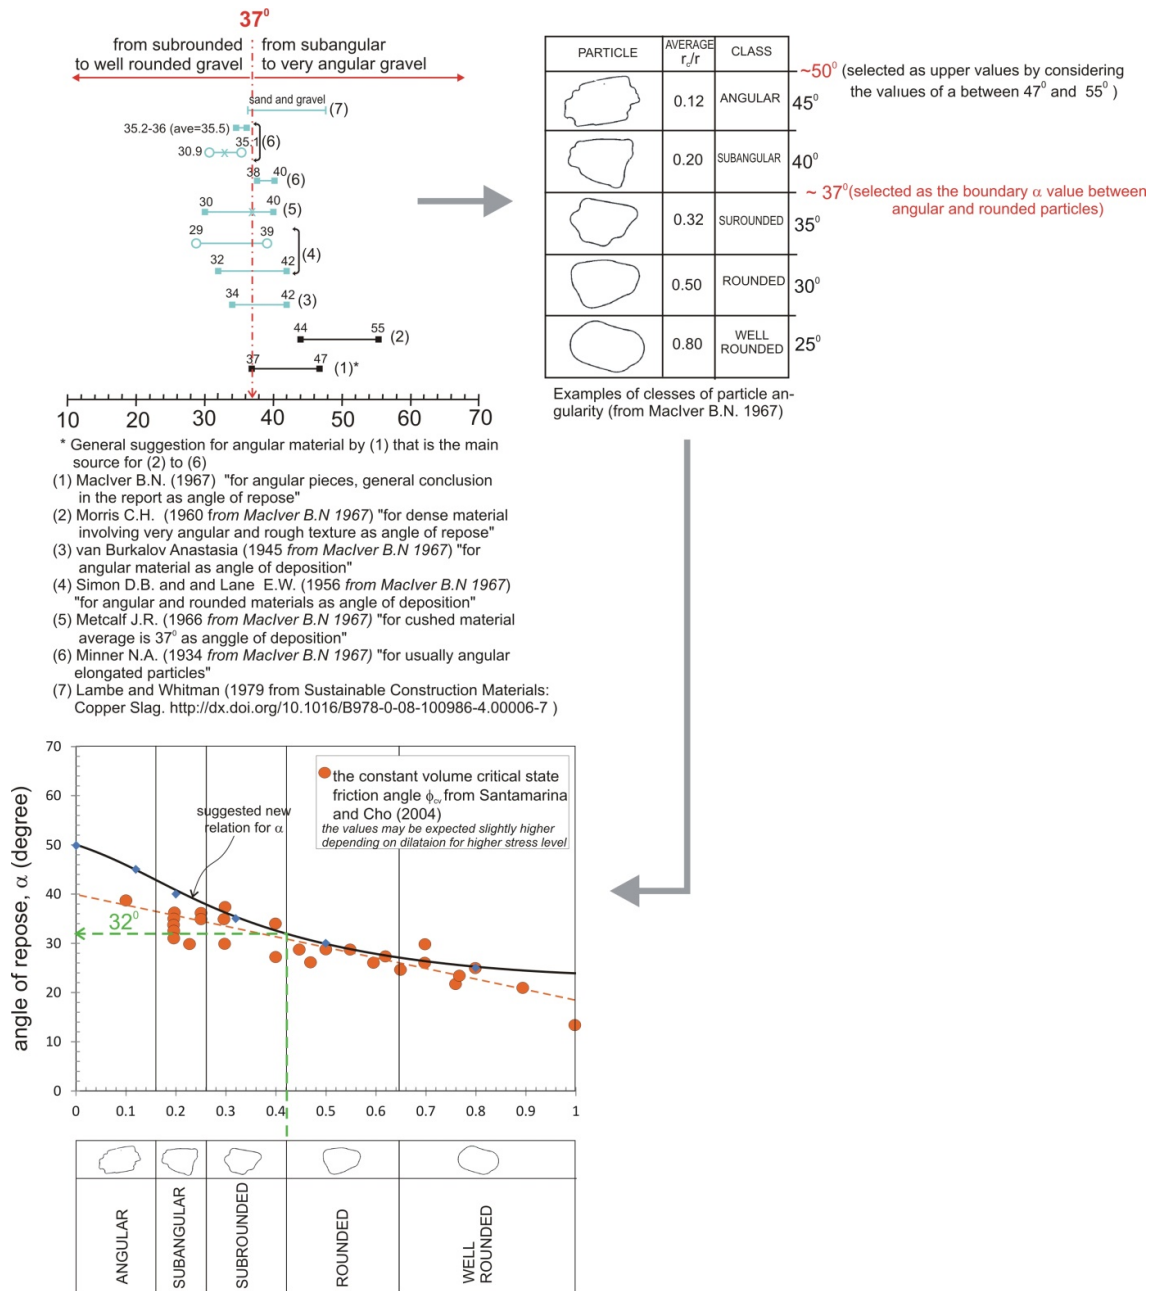 37⁰
from subrounded
to well rounded gravel
from subangular
to very angular gravel
sand and gravel
(7)
35.2-36 (ave=35.5)
30.9
35.1
(6)
38
40
(6)
30
40
(5)
29
39
(4)
32
42
34
42
(3)
44
55
(2)
37
47
(1)*
10 20 30 40 50 60 70
* General suggestion for angular material by (1) that is the main
source for (2) to (6)
(1) MacIver B.N. (1967) "for angular pieces, general conclusion
in the report as angle of repose"
(2) Morris C.H. (1960 from MacIver B.N 1967) "for dense material
involving very angular and rough texture as angle of repose"
(3) van Burkalov Anastasia (1945 from MacIver B.N 1967) "for
angular material as angle of deposition"
(4) Simon D.B. and and Lane E.W. (1956 from MacIver B.N 1967)
"for angular and rounded materials as angle of deposition"
(5) Metcalf J.R. (1966 from MacIver B.N 1967) "for cushed material
average is 37⁰ as anggle of deposition"
(6) Minner N.A. (1934 from MacIver B.N 1967) "for usually angular
elongated particles"
(7) Lambe and Whitman (1979 from Sustainable Construction Materials:
Copper Slag. http://dx.doi.org/10.1016/B978-0-08-100986-4.00006-7 )
PARTICLE
AVERAGE
r꜀/r
CLASS
0.12 ANGULAR 45⁰
0.20 SUBANGULAR 40⁰
0.32 SUROUNDED 35⁰
0.50 ROUNDED 30⁰
0.80 WELL
ROUNDED 25⁰
~50⁰ (selected as upper values by considering
the values of a between 47⁰ and 55⁰ )
~ 37⁰(selected as the boundary α value between
angular and rounded particles)
Examples of clesses of particle an-
gularity (from MacIver B.N. 1967)
angle of repose, α (degree)
70
60
50
40
30
20
10
0
suggested new
relation for α
32⁰
the constant volume critical state
friction angle ϕcv from Santamarina
and Cho (2004)
the values may be expected slightly higher
depending on dilataion for higher stress level
0 0.1 0.2 0.3 0.4 0.5 0.6 0.7 0.8 0.9 1
ANGULAR
SUBANGULAR
SUBROUNDED
ROUNDED
WELL
ROUNDED